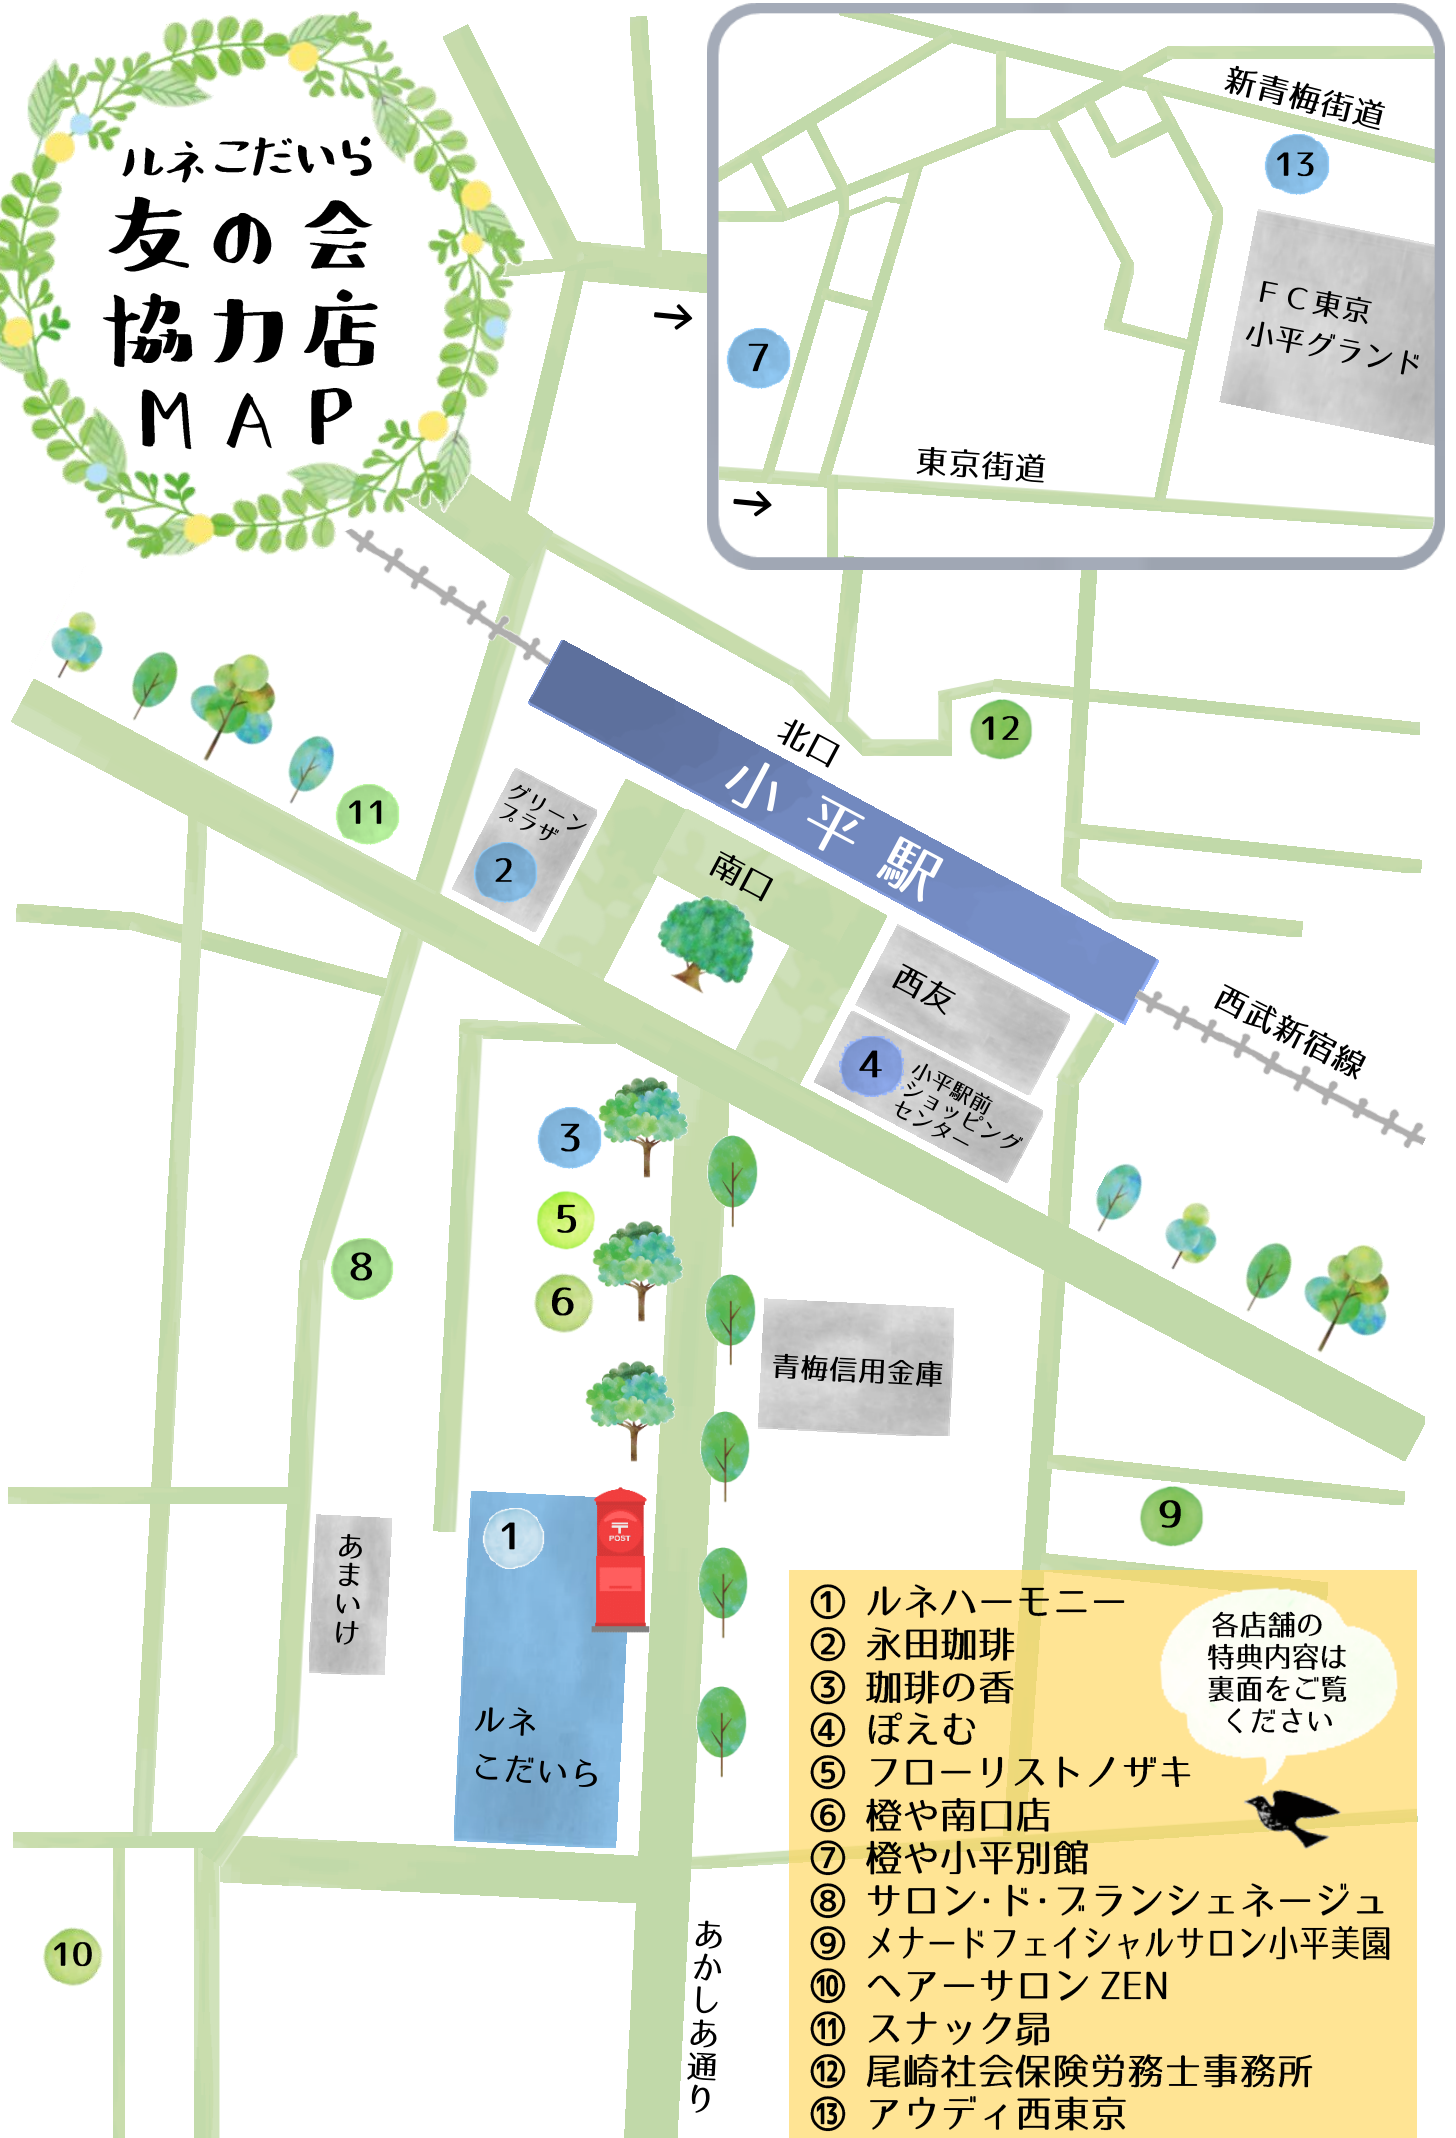 ルネこだいら
友の会
協力店
MAP
新青梅街道
13
FC東京
小平グランド
7
東京街道
→
→
12
北口
小平駅
11
グリーン
プラザ
2
南口
西友
4
小平駅前
ショッピング
センター
西武新宿線
3
5
6
8
青梅信用金庫
9
あまいけ
1
〒
POST
ルネ
こだいら
10
あかしあ通り
① ルネハーモニー
② 永田珈琲
③ 珈琲の香
④ ぽえむ
⑤ フローリストノザキ
⑥ 橙や南口店
⑦ 橙や小平別館
⑧ サロン・ド・ブランシェネージュ
⑨ メナードフェイシャルサロン小平美園
⑩ ヘアーサロン ZEN
⑪ スナック昴
⑫ 尾崎社会保険労務士事務所
⑬ アウディ西東京
各店舗の
特典内容は
裏面をご覧
ください